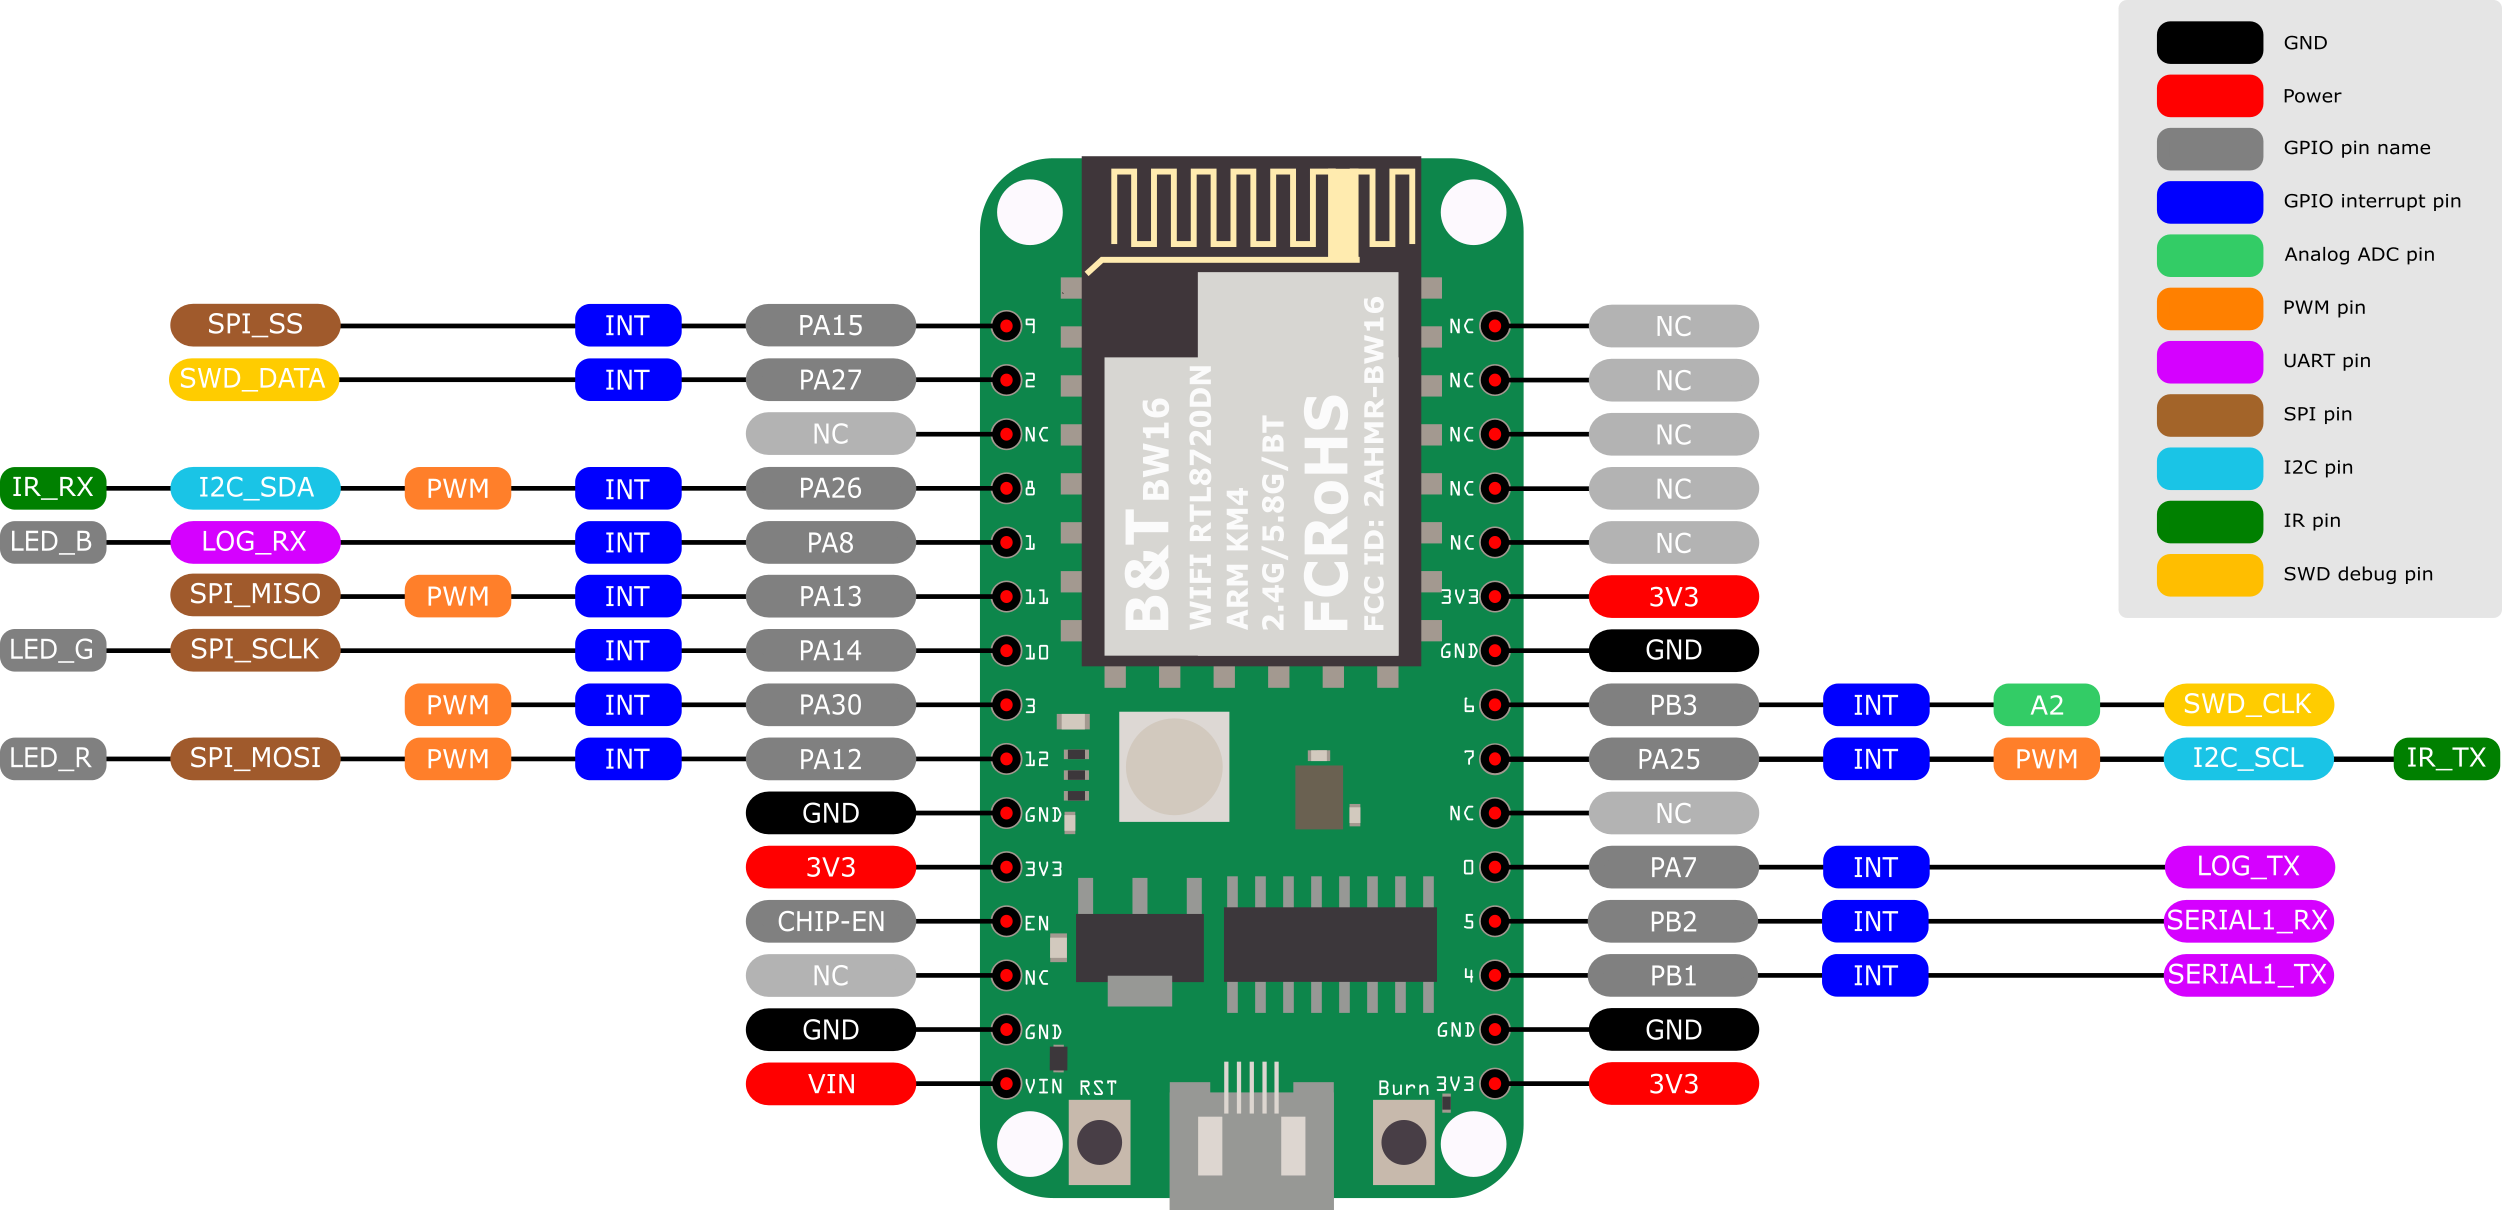 GND
Power
GPIO pin name
GPIO interrupt pin
Analog ADC pin
PWM pin
UART pin
SPI pin
I2C pin
IR pin
SWD debug pin
SPI_SS INT PA15 9 NC NC
SWD_DATA INT PA27 2 NC NC
NC NC NC NC
IR_RX I2C_SDA PWM INT PA26 8 NC NC
LED_B LOG_RX INT PA8 1 NC NC
SPI_MISO PWM INT PA13 11 3V3 3V3
LED_G SPI_SCLK INT PA14 10 GND GND
PWM INT PA30 3 6 PB3 INT A2 SWD_CLK
LED_R SPI_MOSI PWM INT PA12 12 7 PA25 INT PWM I2C_SCL IR_TX
GND GND NC NC
3V3 3V3 0 PA7 INT LOG_TX
CHIP-EN EN 5 PB2 INT SERIAL1_RX
NC NC 4 PB1 INT SERIAL1_TX
GND GND GND GND
VIN VIN RST Burn 3V3 3V3
B&TBW16
WIFI RTL8720DN
ARM KM4
2.4G/5.8G/BT
FCRoHS
FCC ID: 2AHMR-BW16